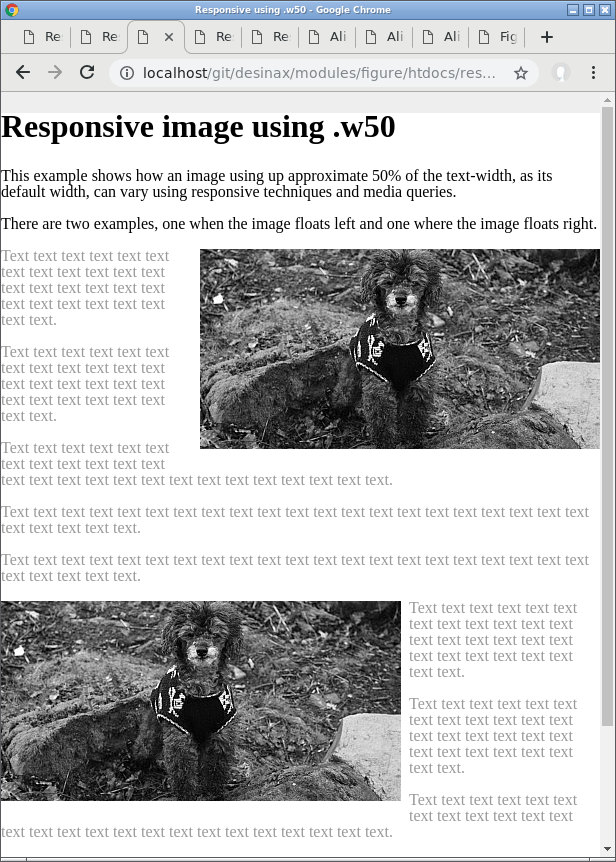 Responsive using .w50 - Google Chrome
Re Re Re Re Ali Ali Ali Fig
localhost/git/desinax/modules/figure/htdocs/res...
Responsive image using .w50
This example shows how an image using up approximate 50% of the text-width, as its
default width, can vary using responsive techniques and media queries.
There are two examples, one when the image floats left and one where the image floats right.
Text text text text text text
text text text text text text
text text text text text text
text text text text text text
text text.
Text text text text text text
text text text text text text
text text text text text text
text text text text text text
text text.
Text text text text text text
text text text text text text
text text text text text text text text text text text text text text.
Text text text text text text text text text text text text text text text text text text text text text
text text text text text.
Text text text text text text text text text text text text text text text text text text text text text
text text text text text.
Text text text text text text
text text text text text text
text text text text text text
text text text text text text
text text.
Text text text text text text
text text text text text text
text text text text text text
text text text text text text
text text.
Text text text text text text
text text text text text text
text text text text text text text text text text text text text text.